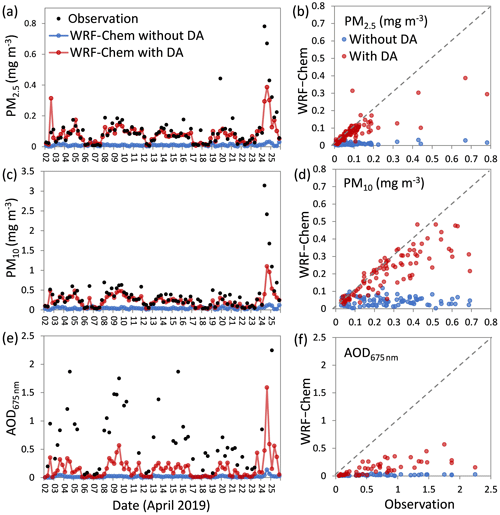 (a)
Observation
WRF-Chem without DA
WRF-Chem with DA
PM2.5 (mg m-3)
0.8
0.6
0.4
0.2
0
02 03 04 05 06 07 08 09 10 11 12 13 14 15 16 17 18 19 20 21 22 23 24 25
(b)
PM2.5 (mg m-3)
Without DA
With DA
WRF−Chem
0.8
0.7
0.6
0.5
0.4
0.3
0.2
0.1
0
0 0.1 0.2 0.3 0.4 0.5 0.6 0.7 0.8
(c)
PM10 (mg m-3)
3.5
3
2.5
2
1.5
1
0.5
0
02 03 04 05 06 07 08 09 10 11 12 13 14 15 16 17 18 19 20 21 22 23 24 25
(d)
PM10 (mg m-3)
WRF−Chem
0.8
0.7
0.6
0.5
0.4
0.3
0.2
0.1
0
0 0.1 0.2 0.3 0.4 0.5 0.6 0.7 0.8
(e)
AOD675 nm
2.5
2
1.5
1
0.5
0
02 03 04 05 06 07 08 09 10 11 12 13 14 15 16 17 18 19 20 21 22 23 24 25
Date (April 2019)
(f)
AOD675 nm
WRF−Chem
2.5
2
1.5
1
0.5
0
0 0.5 1 1.5 2 2.5
Observation